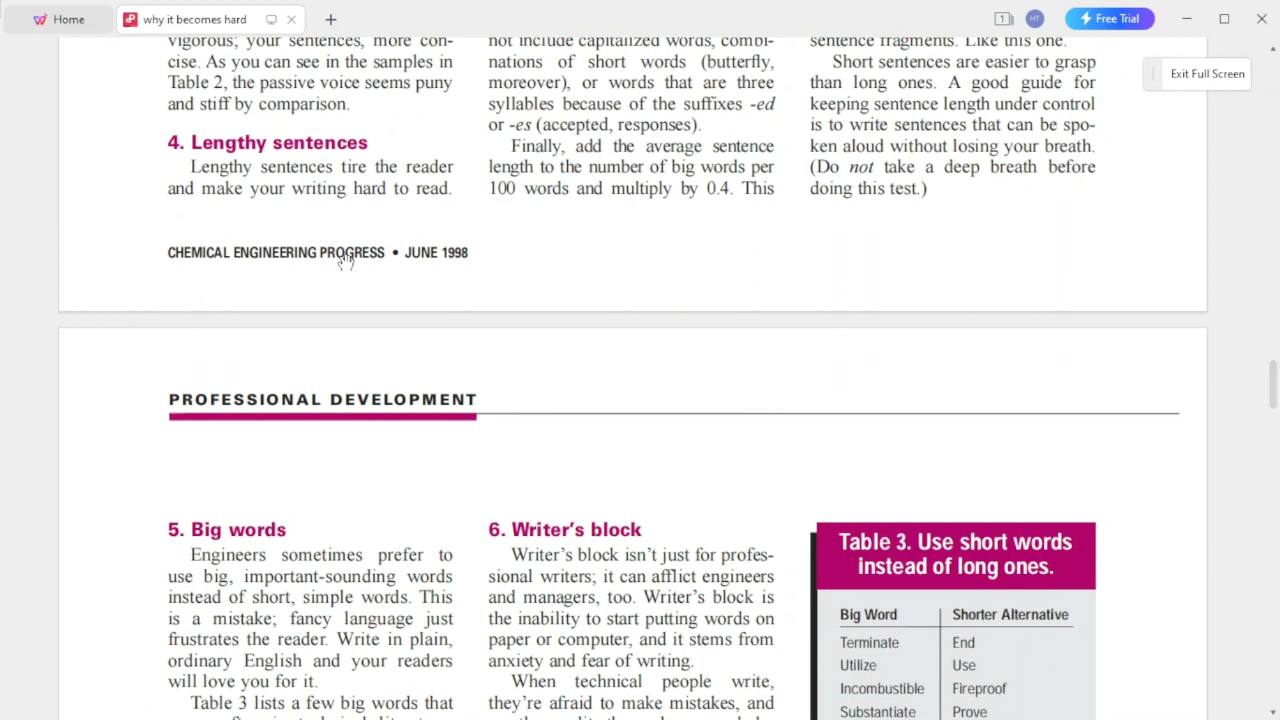 Home
why it becomes hard
1
HT
Free Trial
Exit Full Screen
vigorous; your sentences, more con-
cise. As you can see in the samples in
Table 2, the passive voice seems puny
and stiff by comparison.
4. Lengthy sentences
Lengthy sentences tire the reader
and make your writing hard to read.
not include capitalized words, combi-
nations of short words (butterfly,
moreover), or words that are three
syllables because of the suffixes -ed
or -es (accepted, responses).
Finally, add the average sentence
length to the number of big words per
100 words and multiply by 0.4. This
sentence fragments. Like this one.
Short sentences are easier to grasp
than long ones. A good guide for
keeping sentence length under control
is to write sentences that can be spo-
ken aloud without losing your breath.
(Do not take a deep breath before
doing this test.)
CHEMICAL ENGINEERING PROGRESS • JUNE 1998
PROFESSIONAL DEVELOPMENT
5. Big words
Engineers sometimes prefer to
use big, important-sounding words
instead of short, simple words. This
is a mistake; fancy language just
frustrates the reader. Write in plain,
ordinary English and your readers
will love you for it.
Table 3 lists a few big words that
6. Writer's block
Writer's block isn't just for profes-
sional writers; it can afflict engineers
and managers, too. Writer's block is
the inability to start putting words on
paper or computer, and it stems from
anxiety and fear of writing.
When technical people write,
they're afraid to make mistakes, and
Table 3. Use short words
instead of long ones.
Big Word Shorter Alternative
Terminate End
Utilize Use
Incombustible Fireproof
Substantiate Prove